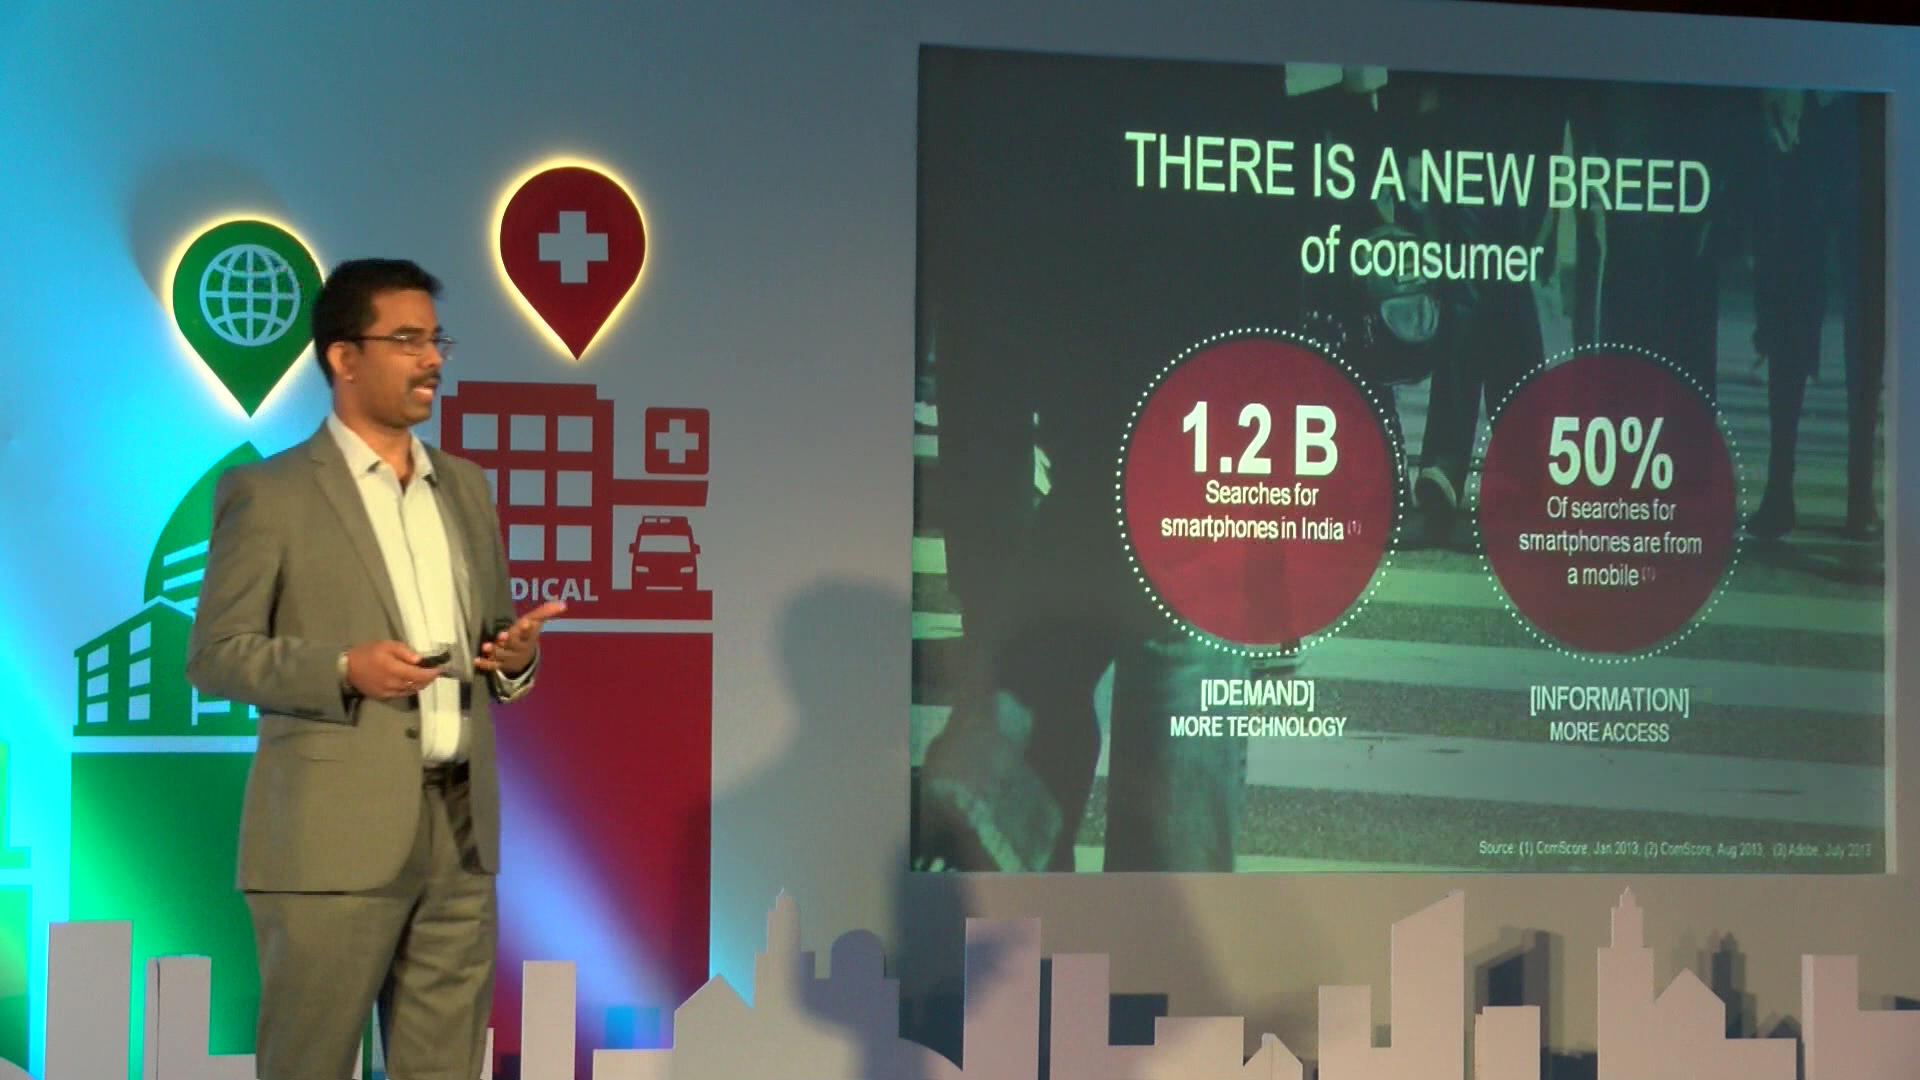 THERE IS A NEW BREED
of consumer
1.2 B
Searches for
smartphones in India (1)
50%
Of searches for
smartphones are from
a mobile (1)
[IDEMAND]
MORE TECHNOLOGY
[INFORMATION]
MORE ACCESS
Source: (1) ComScore, Jan 2013, (2) ComScore, Aug 2013, (3) Adobe, July 2013
DICAL